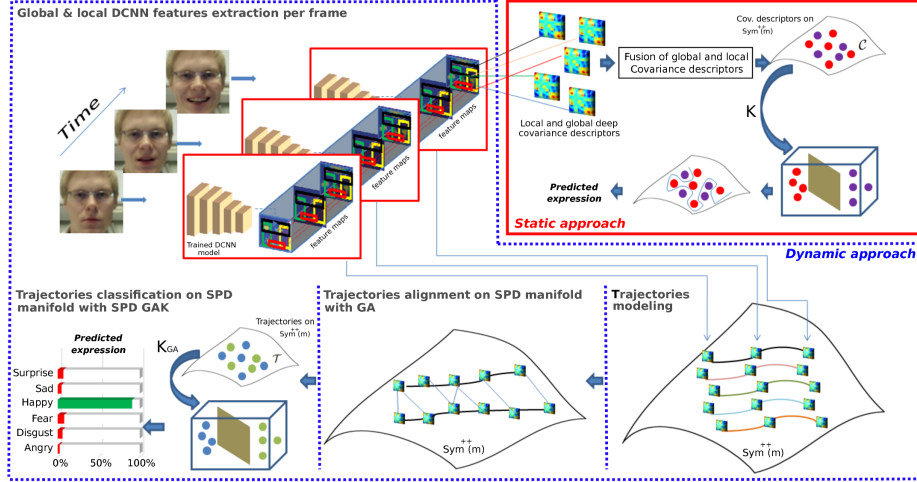 Global & local DCNN features extraction per frame
Time
Trained DCNN
model
feature maps
feature maps
feature maps
Local and global deep
covariance descriptors
Fusion of global and local
Covariance descriptors
Cov. descriptors on
Sym⁺⁺(m)
C
K
Predicted
expression
Static approach
Dynamic approach
Trajectories
modeling
Sym⁺⁺(m)
Trajectories alignment on SPD manifold
with GA
Sym⁺⁺(m)
Trajectories classification on SPD
manifold with SPD GAK
Trajectories on
Sym⁺⁺(m)
T
KGA
Predicted
expression
Surprise
Sad
Happy
Fear
Disgust
Angry
0% 50% 100%